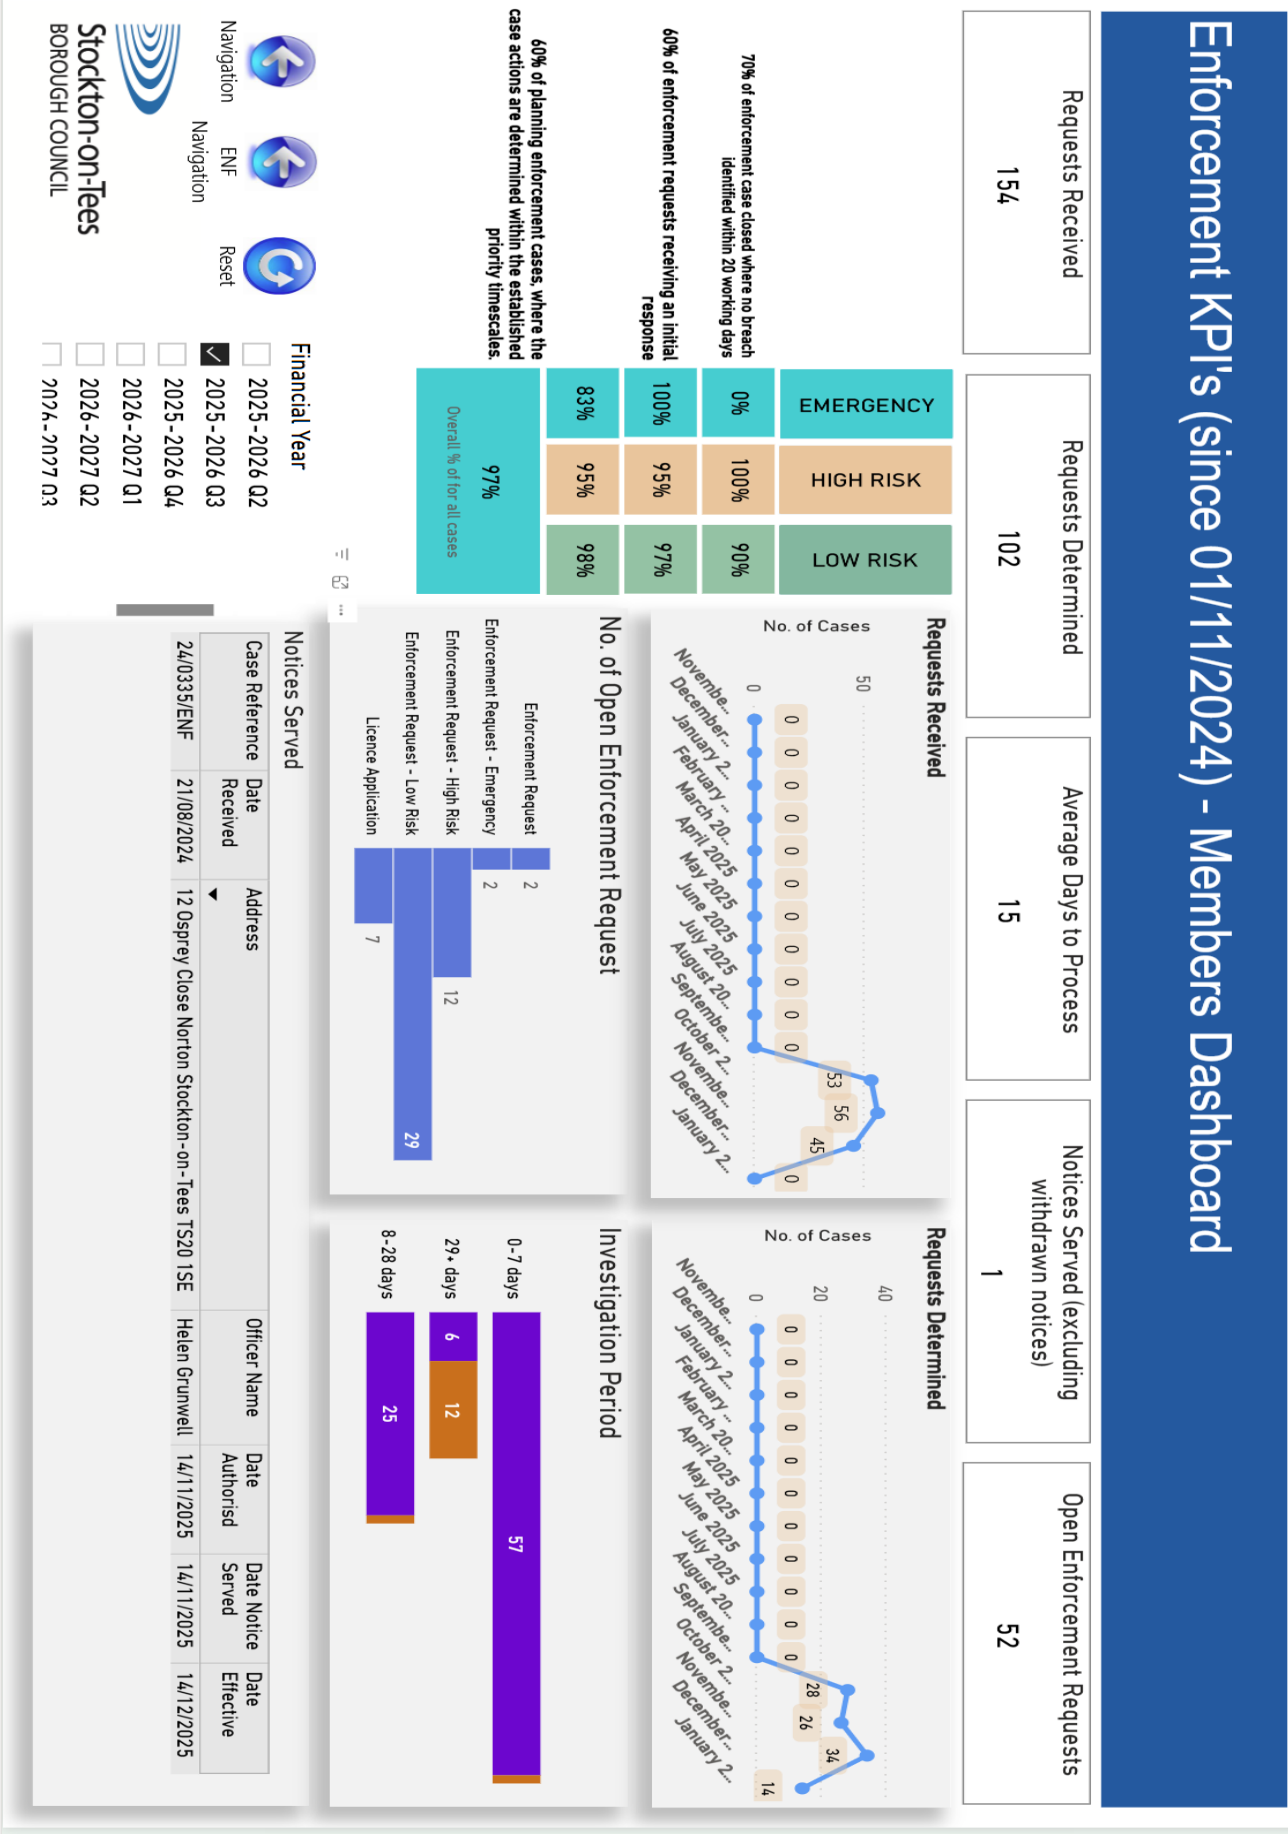 Enforcement KPI's (since 01/11/2024) - Members Dashboard
Requests Received
154
Requests Determined
102
Average Days to Process
15
Notices Served (excluding
withdrawn notices)
1
Open Enforcement Requests
52
EMERGENCY
HIGH RISK
LOW RISK
70% of enforcement case closed where no breach
identified within 20 working days
0%
100%
90%
60% of enforcement requests receiving an initial
response
100%
95%
97%
60% of planning enforcement cases, where the
case actions are determined within the established
priority timescales.
83%
95%
98%
97%
Overall % of for all cases
Requests Received
No. of Cases
50
0
0 0 0 0 0 0 0 0 0 0 0 53 56 45 0
Novembe...
December...
January 2...
February ...
March 20...
April 2025
May 2025
June 2025
July 2025
August 20...
Septembe...
October 2...
Novembe...
December...
January 2...
Requests Determined
No. of Cases
40
20
0
0 0 0 0 0 0 0 0 0 0 0 28 26 34 14
Novembe...
December...
January 2...
February ...
March 20...
April 2025
May 2025
June 2025
July 2025
August 20...
Septembe...
October 2...
Novembe...
December...
January 2...
No. of Open Enforcement Request
Enforcement Request 2
Enforcement Request - Emergency 2
Enforcement Request - High Risk 12
Enforcement Request - Low Risk 29
Licence Application 7
Investigation Period
0-7 days 57
29+ days 6 12
8-28 days 25
Navigation
ENF
Navigation
Reset
Stockton-on-Tees
BOROUGH COUNCIL
Financial Year
2025-2026 Q2
2025-2026 Q3
2025-2026 Q4
2026-2027 Q1
2026-2027 Q2
2026-2027 Q3
Notices Served
Case Reference
Date
Received
Address
Officer Name
Date
Authorisd
Date Notice
Served
Date
Effective
24/0335/ENF 21/08/2024 12 Osprey Close Norton Stockton-on-Tees TS20 1SE Helen Grunwell 14/11/2025 14/11/2025 14/12/2025